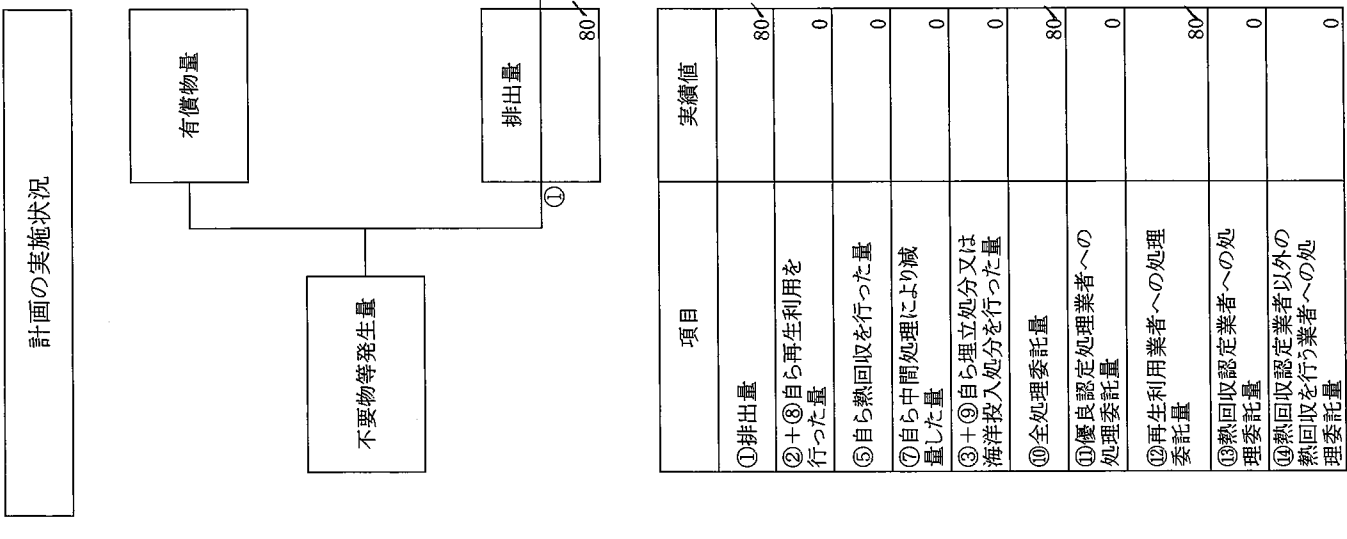 計画の実施状況
不要物等発生量
有償物量
①
排出量
80
項目
実績値
①排出量
80
②+⑧自ら再生利用を
行った量
0
⑤自ら熱回収を行った量
0
⑦自ら中間処理により減
量した量
0
③+⑨自ら埋立処分又は
海洋投入処分を行った量
0
⑩全処理委託量
80
⑪優良認定処理業者への
処理委託量
0
⑫再生利用業者への処理
委託量
80
⑬熱回収認定業者への処
理委託量
0
⑭熱回収認定業者以外の
熱回収を行う業者への処
理委託量
0